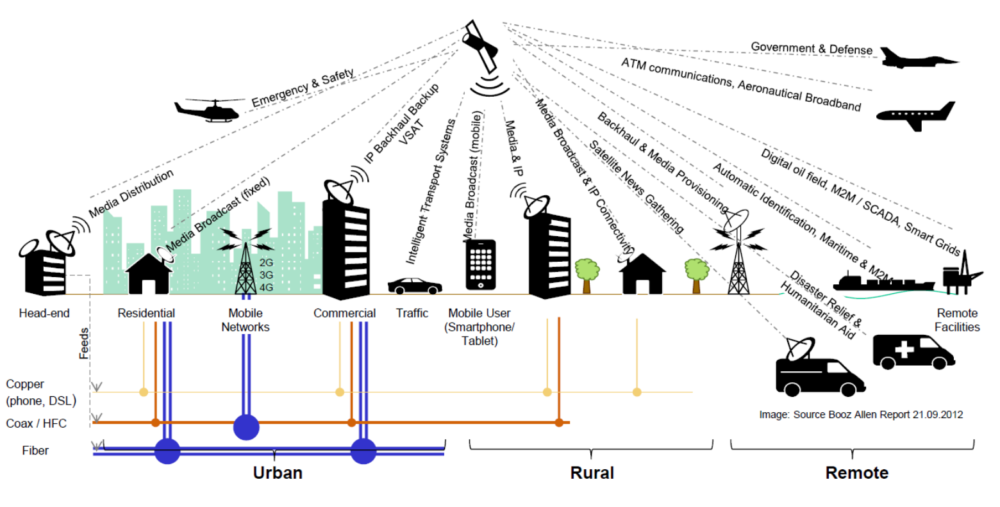 Government & Defense
ATM communications, Aeronautical Broadband
Emergency & Safety
IP Backhaul Backup
VSAT
Media Distribution
Media Broadcast (fixed)
Intelligent Transport Systems
Media Broadcast (mobile)
Media & IP
Media Broadcast & IP Connectivity
Satellite News Gathering
Backhaul & Media Provisioning
Automatic Identification, Maritime & M2M
Digital oil field, M2M / SCADA, Smart Grids
Disaster Relief &
Humanitarian Aid
2G
3G
4G
Head-end
Residential
Mobile
Networks
Commercial
Traffic
Mobile User
(Smartphone/
Tablet)
Remote
Facilities
Feeds
Copper
(phone, DSL)
Coax / HFC
Fiber
Image: Source Booz Allen Report 21.09.2012
Urban
Rural
Remote